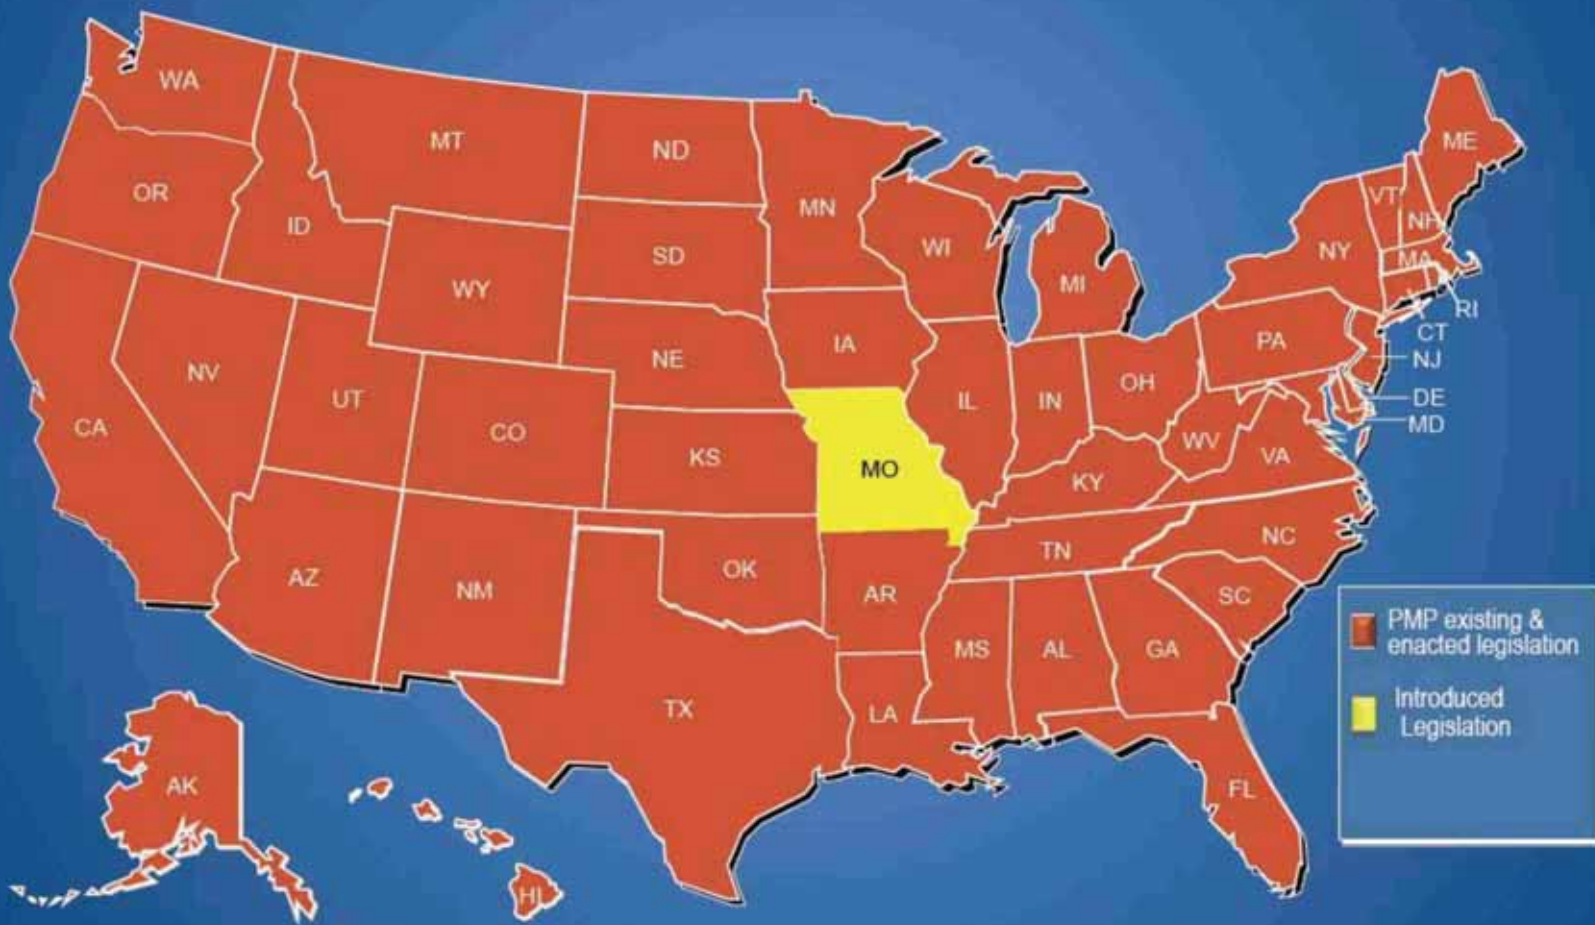 WA
MT
ND
MN
ME
OR
ID
SD
WI
VT
NH
NY
MA
WY
MI
RI
CT
NE
IA
PA
NJ
NV
UT
CO
IL
IN
OH
DE
MD
CA
KS
MO
WV
VA
KY
AZ
NM
OK
AR
TN
NC
SC
TX
LA
MS
AL
GA
FL
AK
HI
PMP existing &
enacted legislation
Introduced
Legislation